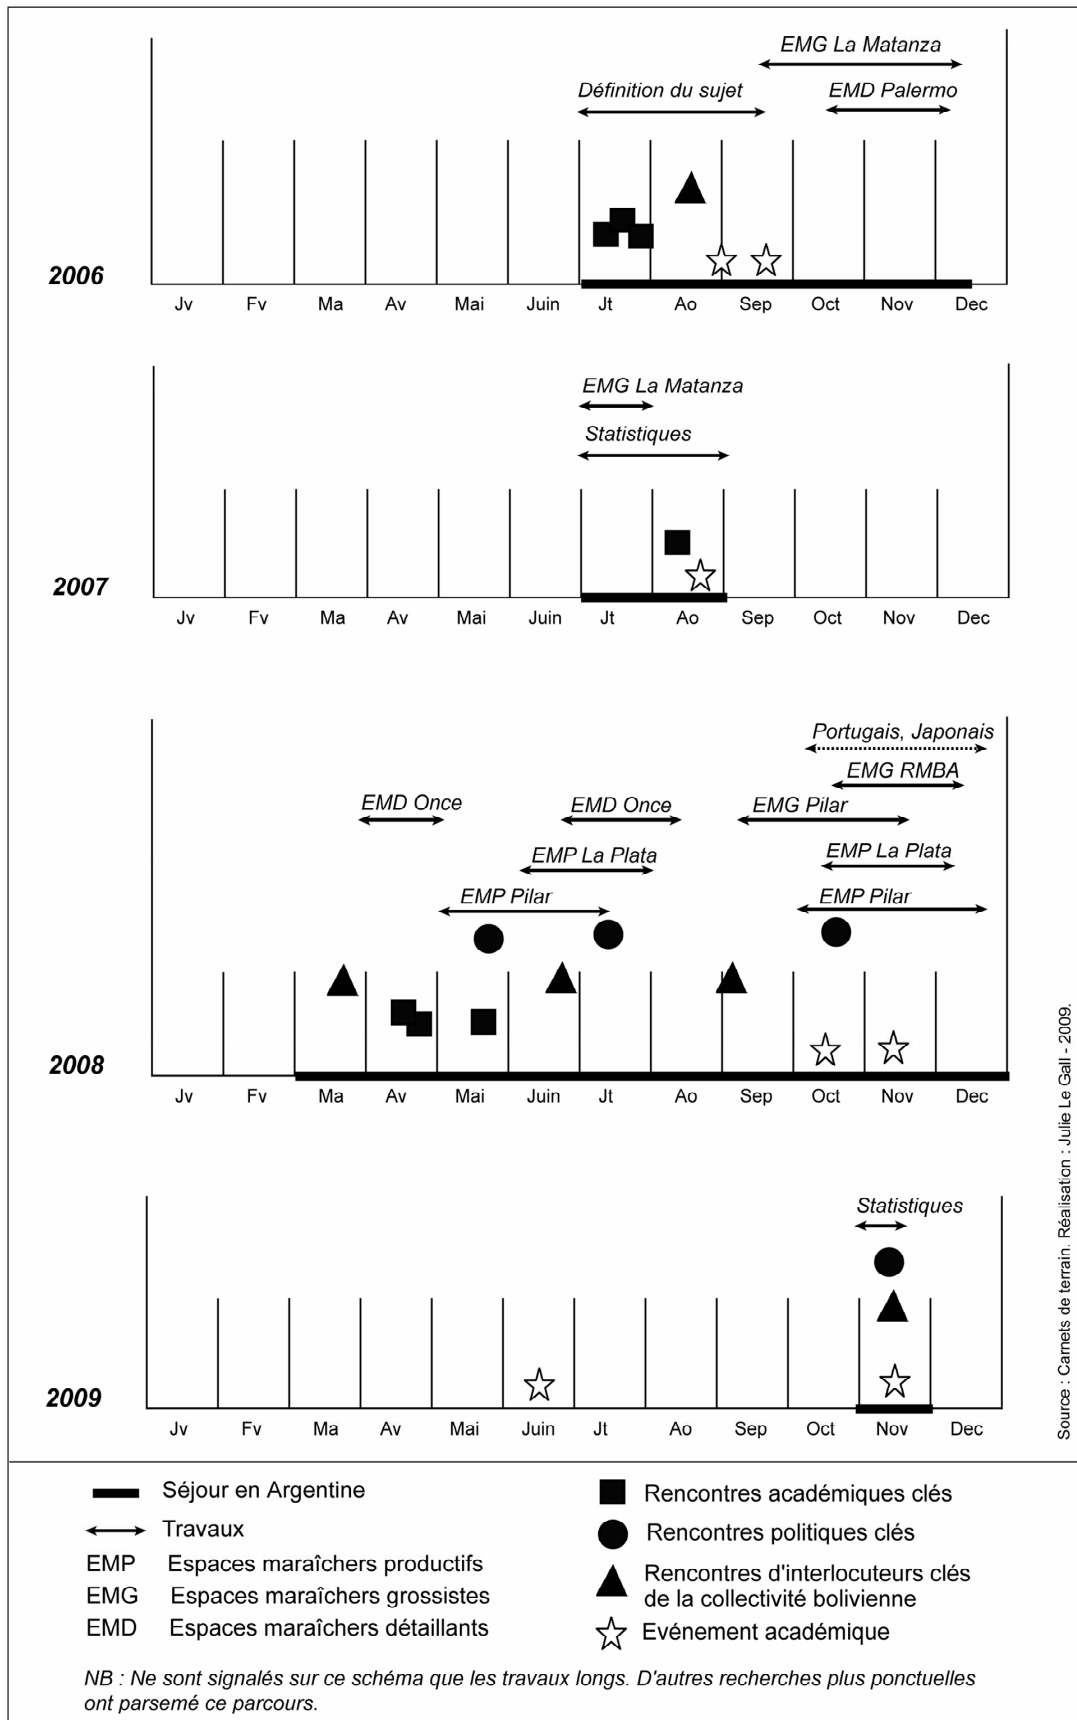 EMG La Matanza
Définition du sujet
EMD Palermo
2006
Jv Fv Ma Av Mai Juin Jt Ao Sep Oct Nov Dec
EMG La Matanza
Statistiques
2007
Jv Fv Ma Av Mai Juin Jt Ao Sep Oct Nov Dec
Portugais, Japonais
EMG RMBA
EMD Once
EMD Once
EMG Pilar
EMP La Plata
EMP La Plata
EMP Pilar
EMP Pilar
2008
Jv Fv Ma Av Mai Juin Jt Ao Sep Oct Nov Dec
Statistiques
2009
Jv Fv Ma Av Mai Juin Jt Ao Sep Oct Nov Dec
Source : Carnets de terrain. Réalisation : Julie Le Gall - 2009.
Séjour en Argentine
Travaux
EMP Espaces maraîchers productifs
EMG Espaces maraîchers grossistes
EMD Espaces maraîchers détaillants
Rencontres académiques clés
Rencontres politiques clés
Rencontres d'interlocuteurs clés
de la collectivité bolivienne
Evénement académique
NB : Ne sont signalés sur ce schéma que les travaux longs. D'autres recherches plus ponctuelles
ont parsemé ce parcours.